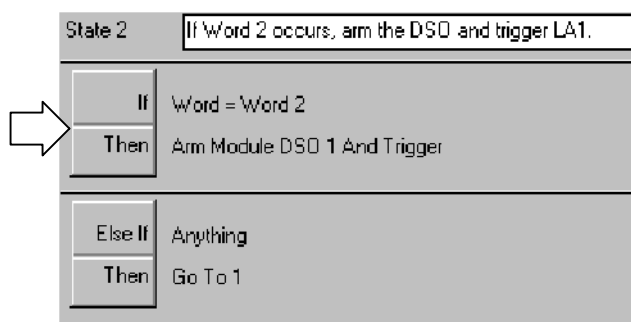 State 2 If Word 2 occurs, arm the DSO and trigger LA1.
If Word = Word 2
Then Arm Module DSO 1 And Trigger
Else If Anything
Then Go To 1